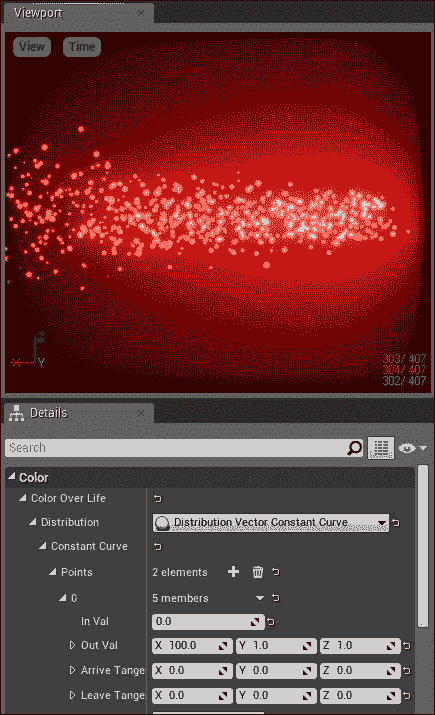 Viewport ×
View Time
Y
303/ 407
304/ 407
302/ 407
Details ×
Search
Color
Color Over Life
Distribution Distribution Vector Constant Curve
Constant Curve
Points 2 elements
0 5 members
In Val 0.0
Out Val X 100.0 Y 1.0 Z 1.0
Arrive Tange X 0.0 Y 0.0 Z 0.0
Leave Tange X 0.0 Y 0.0 Z 0.0